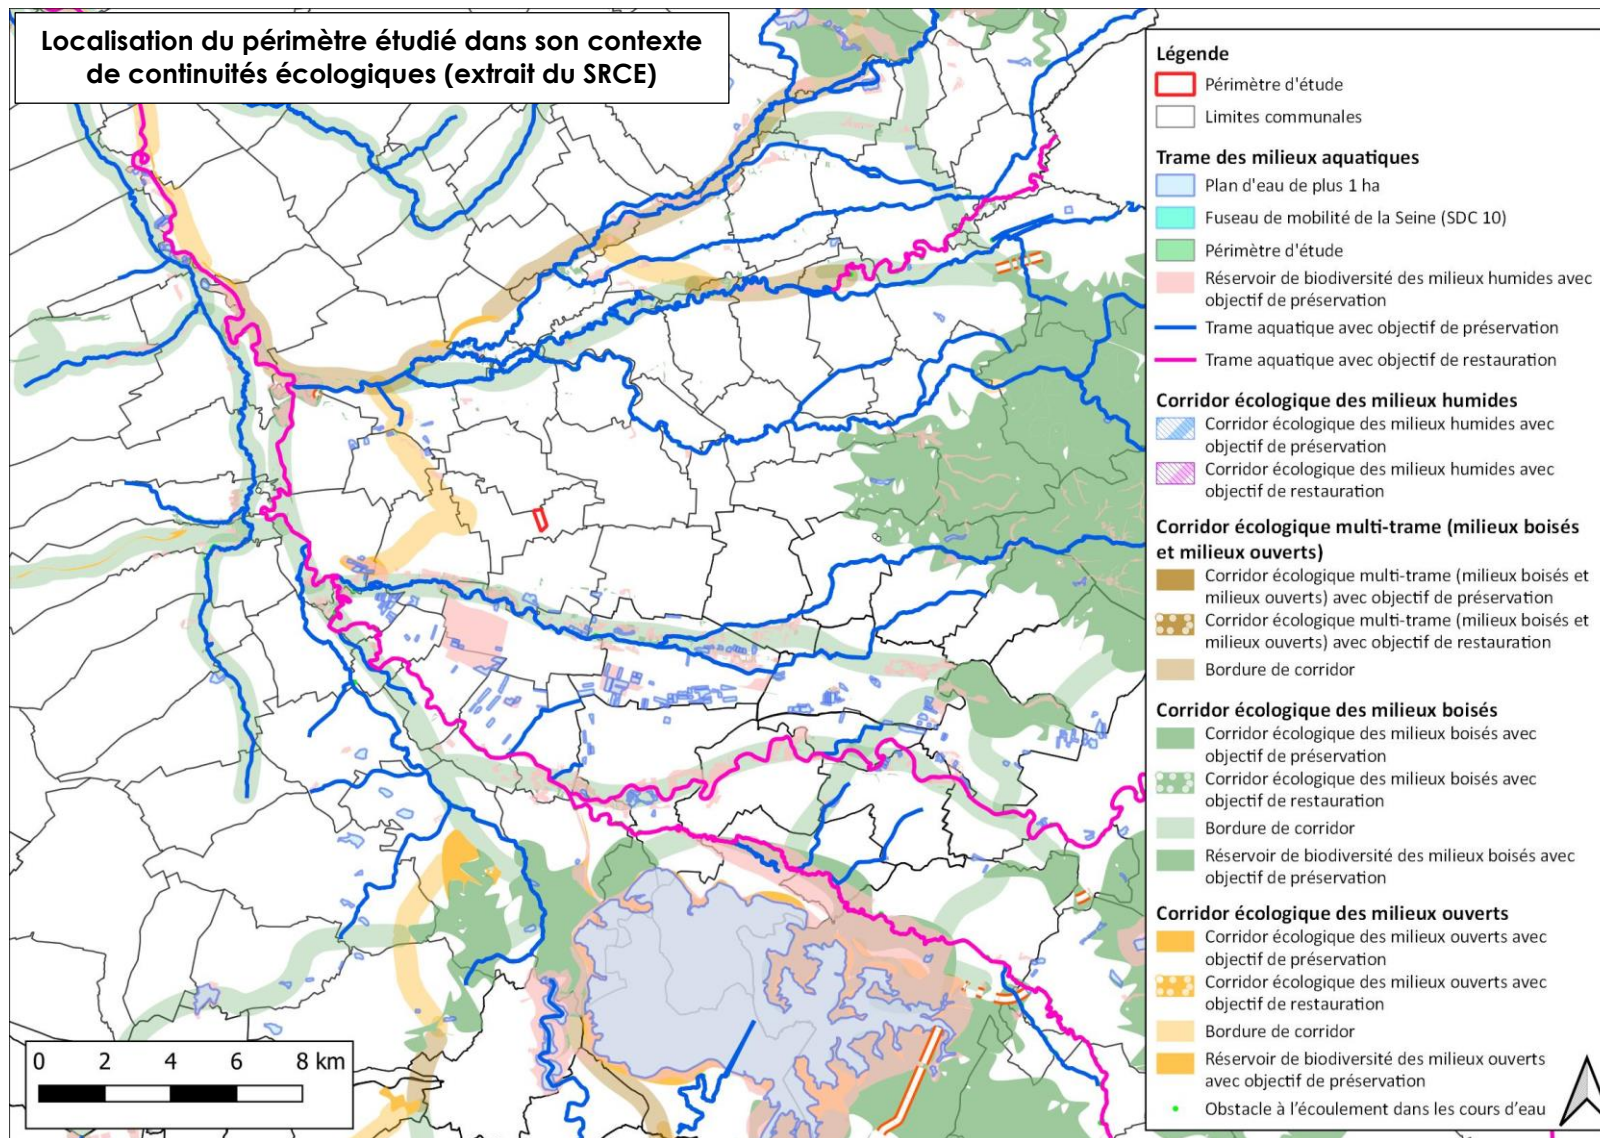 Localisation du périmètre étudié dans son contexte
de continuités écologiques (extrait du SRCE)
Légende
Périmètre d'étude
Limites communales
Trame des milieux aquatiques
Plan d'eau de plus 1 ha
Fuseau de mobilité de la Seine (SDC 10)
Périmètre d'étude
Réservoir de biodiversité des milieux humides avec
objectif de préservation
Trame aquatique avec objectif de préservation
Trame aquatique avec objectif de restauration
Corridor écologique des milieux humides
Corridor écologique des milieux humides avec
objectif de préservation
Corridor écologique des milieux humides avec
objectif de restauration
Corridor écologique multi-trame (milieux boisés
et milieux ouverts)
Corridor écologique multi-trame (milieux boisés et
milieux ouverts) avec objectif de préservation
Corridor écologique multi-trame (milieux boisés et
milieux ouverts) avec objectif de restauration
Bordure de corridor
Corridor écologique des milieux boisés
Corridor écologique des milieux boisés avec
objectif de préservation
Corridor écologique des milieux boisés avec
objectif de restauration
Bordure de corridor
Réservoir de biodiversité des milieux boisés avec
objectif de préservation
Corridor écologique des milieux ouverts
Corridor écologique des milieux ouverts avec
objectif de préservation
Corridor écologique des milieux ouverts avec
objectif de restauration
Bordure de corridor
Réservoir de biodiversité des milieux ouverts
avec objectif de préservation
Obstacle à l'écoulement dans les cours d'eau
0 2 4 6 8 km